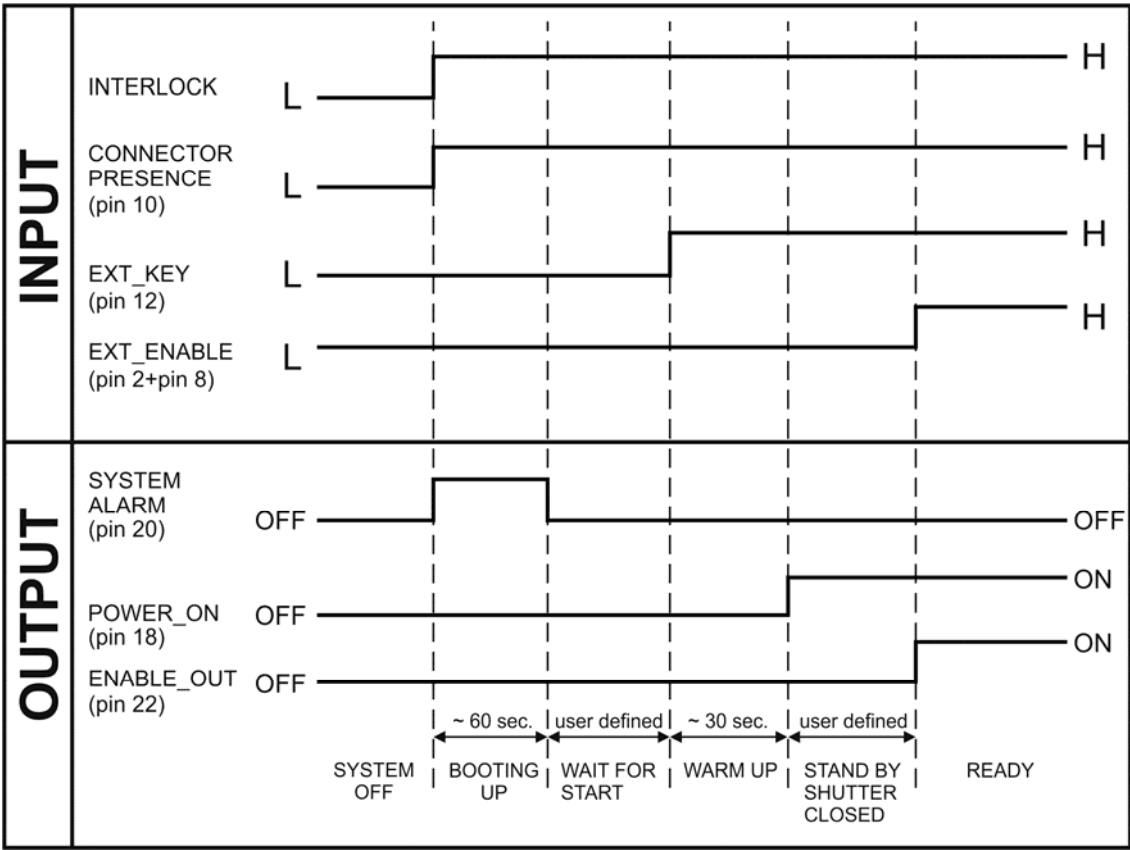 INPUT
INTERLOCK
L
H
CONNECTOR
PRESENCE
(pin 10)
L
H
EXT_KEY
(pin 12)
L
H
EXT_ENABLE
(pin 2+pin 8)
L
H
OUTPUT
SYSTEM
ALARM
(pin 20)
OFF
OFF
POWER_ON
(pin 18)
OFF
ON
ENABLE_OUT
(pin 22)
OFF
ON
~ 60 sec.
user defined
~ 30 sec.
user defined
SYSTEM
OFF
BOOTING
UP
WAIT FOR
START
WARM UP
STAND BY
SHUTTER
CLOSED
READY